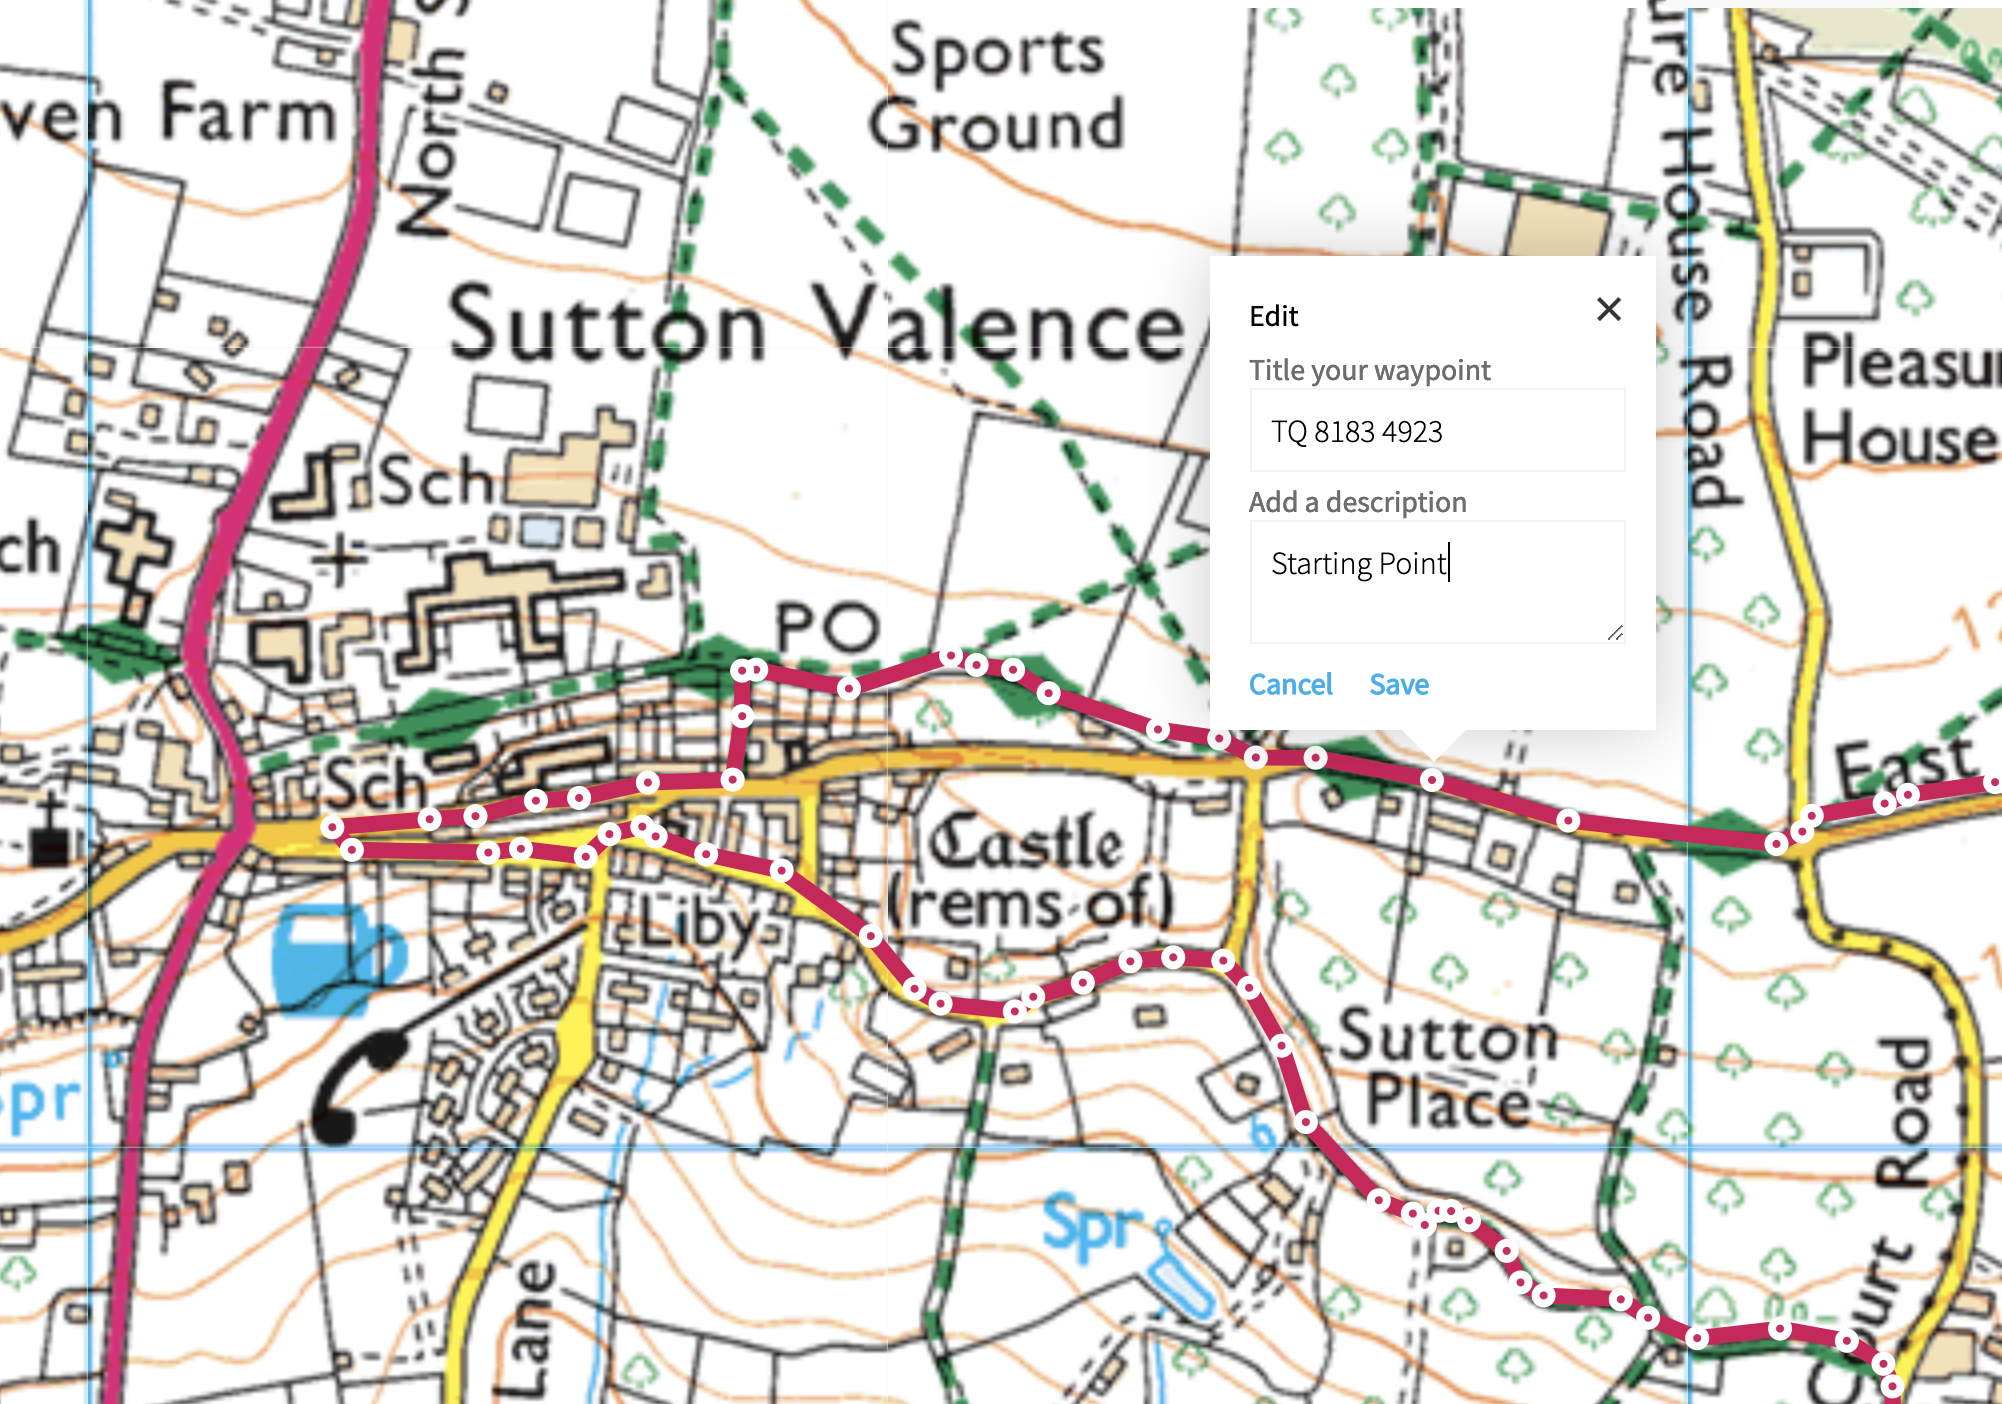 ven Farm
North S
Sports
Ground
ure House Road
Sutton Valence
Edit
Title your waypoint
TQ 8183 4923
Add a description
Starting Point
Cancel Save
Pleasu
House
Sch
ch
PO
East
Sch
Castle
(rems of)
Liby
Sutton
Place
Spr
6
Spr
Lane
Court Road